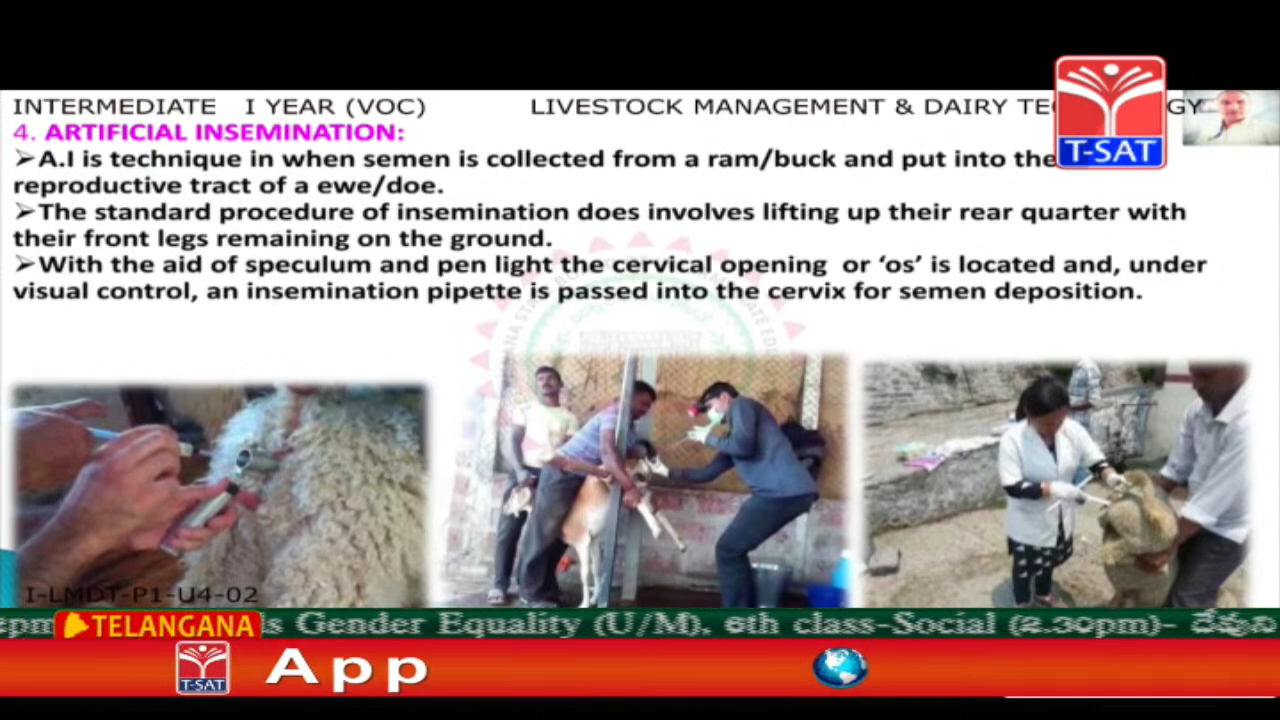 INTERMEDIATE I YEAR (VOC) LIVESTOCK MANAGEMENT & DAIRY TE GY
T-SAT
4. ARTIFICIAL INSEMINATION:
➢A.I is technique in when semen is collected from a ram/buck and put into the
reproductive tract of a ewe/doe.
➢The standard procedure of insemination does involves lifting up their rear quarter with
their front legs remaining on the ground.
➢With the aid of speculum and pen light the cervical opening or ‘os’ is located and, under
visual control, an insemination pipette is passed into the cervix for semen deposition.
I-LMDT-P1-U4-02
TELANGANA
Gender Equality (U/M), 6th class-Social (2.30pm)-
T-SAT
App